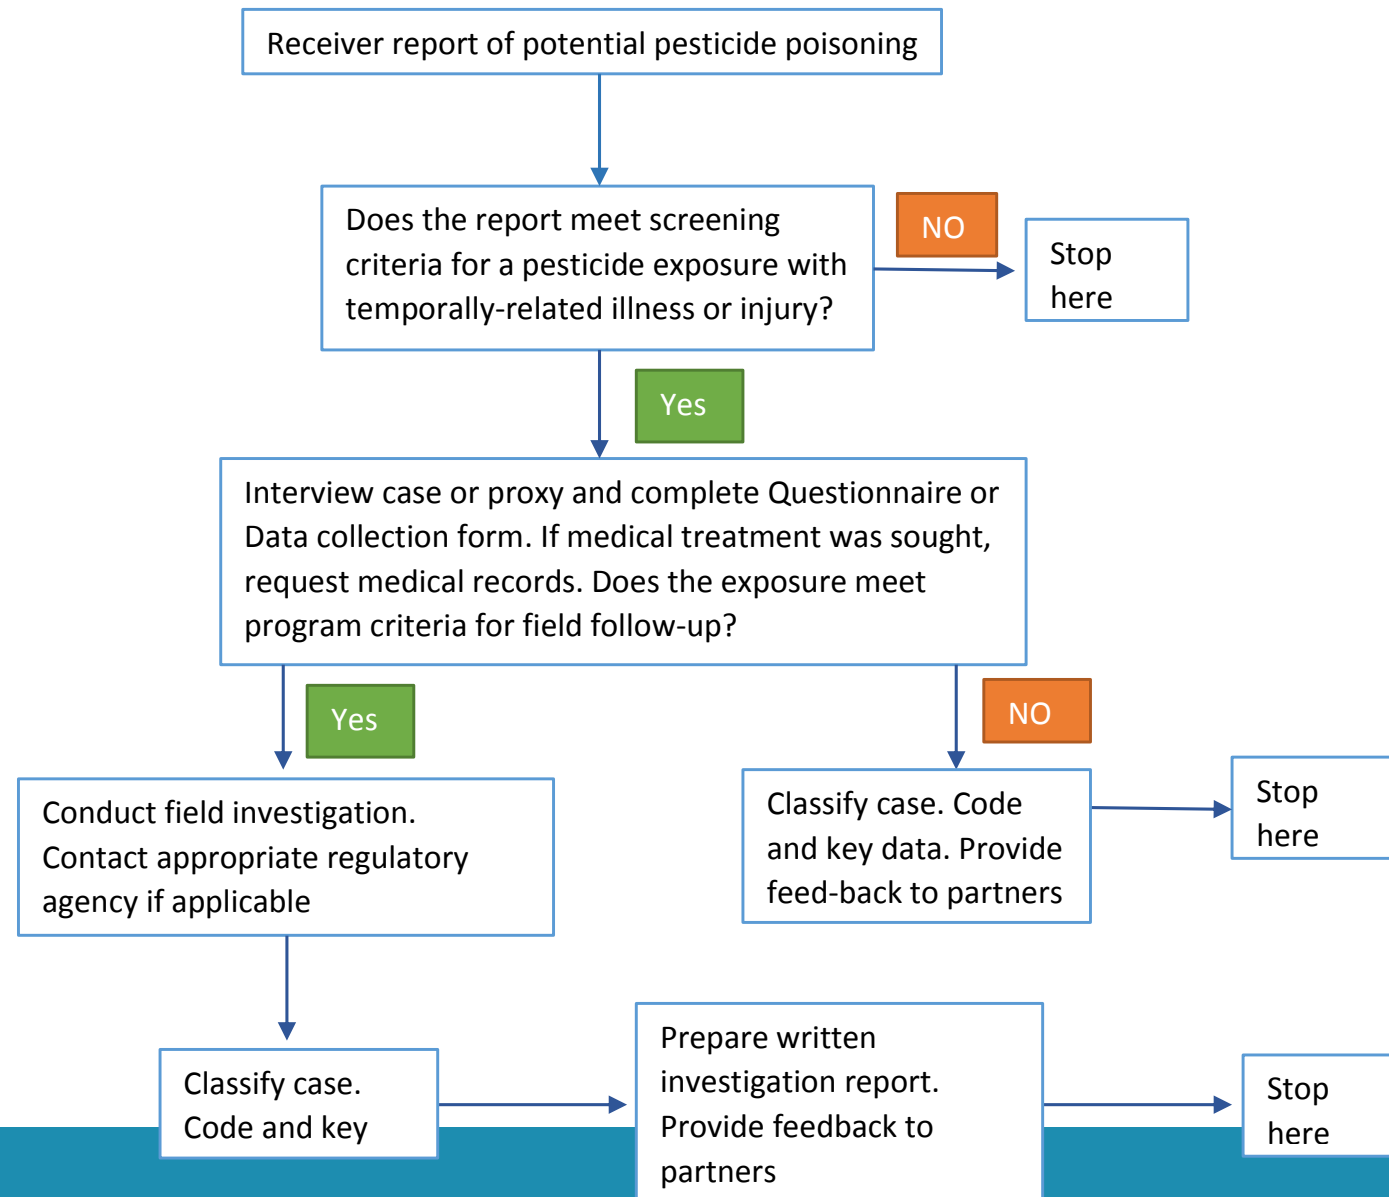 Receiver report of potential pesticide poisoning
Does the report meet screening
criteria for a pesticide exposure with
temporally-related illness or injury?
NO
Stop
here
Yes
Interview case or proxy and complete Questionnaire or
Data collection form. If medical treatment was sought,
request medical records. Does the exposure meet
program criteria for field follow-up?
Yes
NO
Conduct field investigation.
Contact appropriate regulatory
agency if applicable
Classify case. Code
and key data. Provide
feed-back to partners
Stop
here
Classify case.
Code and key
Prepare written
investigation report.
Provide feedback to
partners
Stop
here